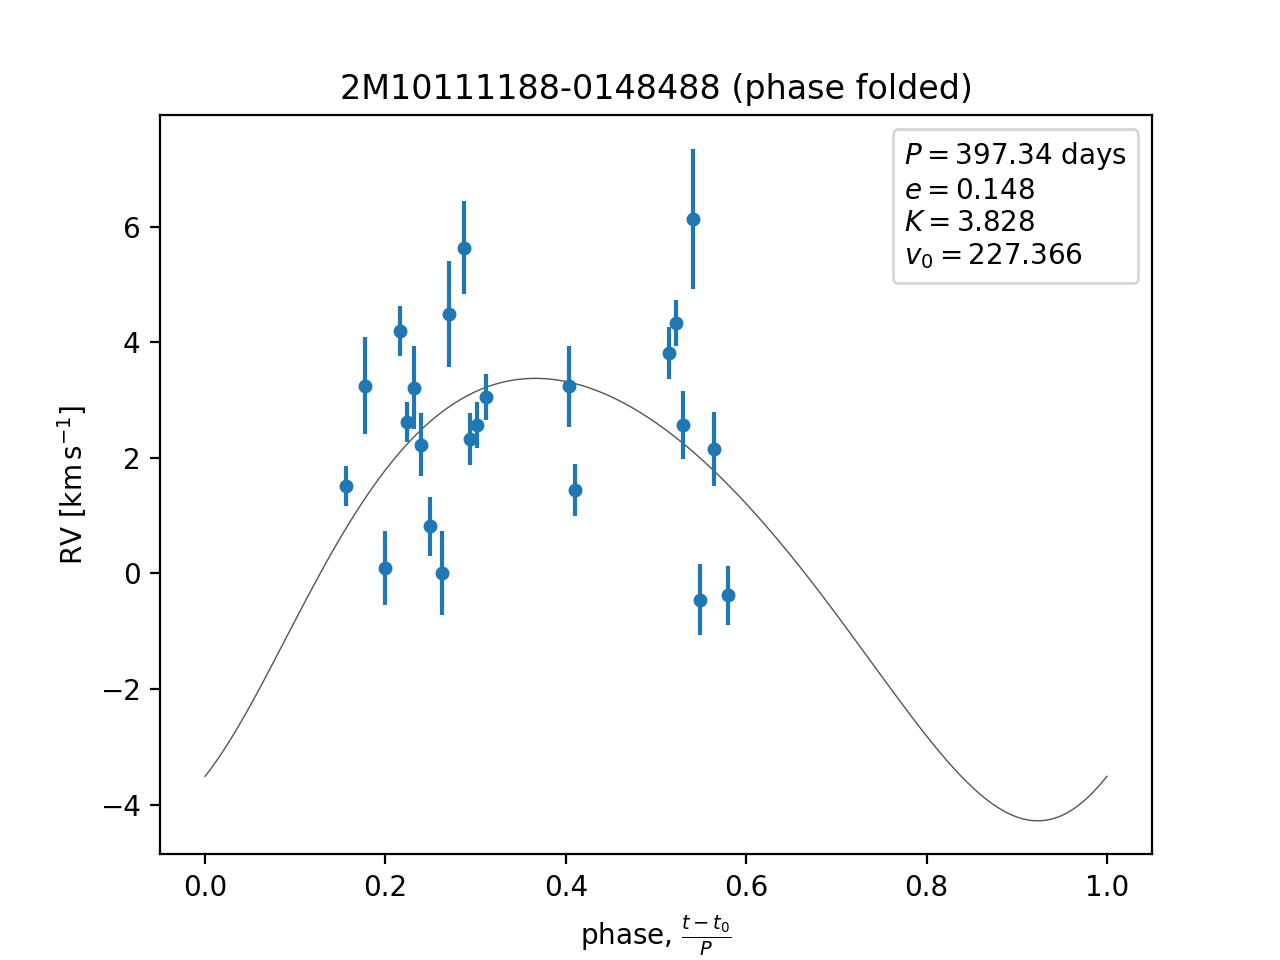 2M10111188-0148488 (phase folded)
P = 397.34 days
e = 0.148
K = 3.828
v₀ = 227.366
6
4
2
0
−2
−4
RV [km s⁻¹]
0.0 0.2 0.4 0.6 0.8 1.0
phase, (t − t₀)/P